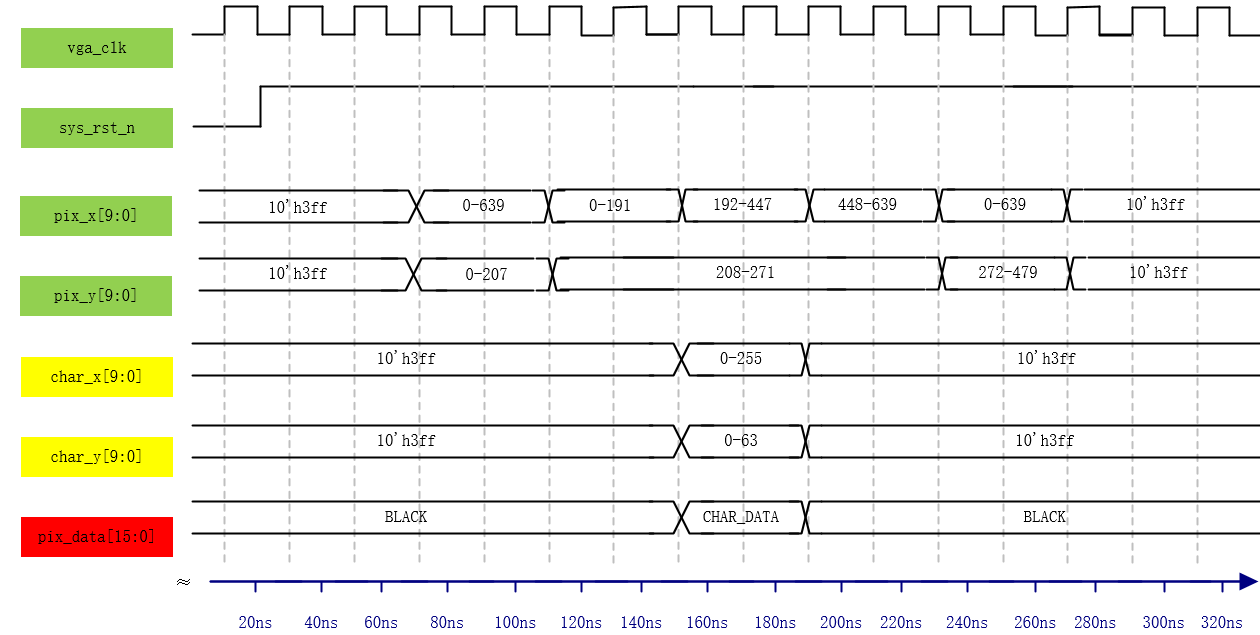 vga_clk
sys_rst_n
pix_x[9:0] 10'h3ff 0-639 0-191 192-447 448-639 0-639 10'h3ff
pix_y[9:0] 10'h3ff 0-207 208-271 272-479 10'h3ff
char_x[9:0] 10'h3ff 0-255 10'h3ff
char_y[9:0] 10'h3ff 0-63 10'h3ff
pix_data[15:0] BLACK CHAR_DATA BLACK
≈
20ns 40ns 60ns 80ns 100ns 120ns 140ns 160ns 180ns 200ns 220ns 240ns 260ns 280ns 300ns 320ns